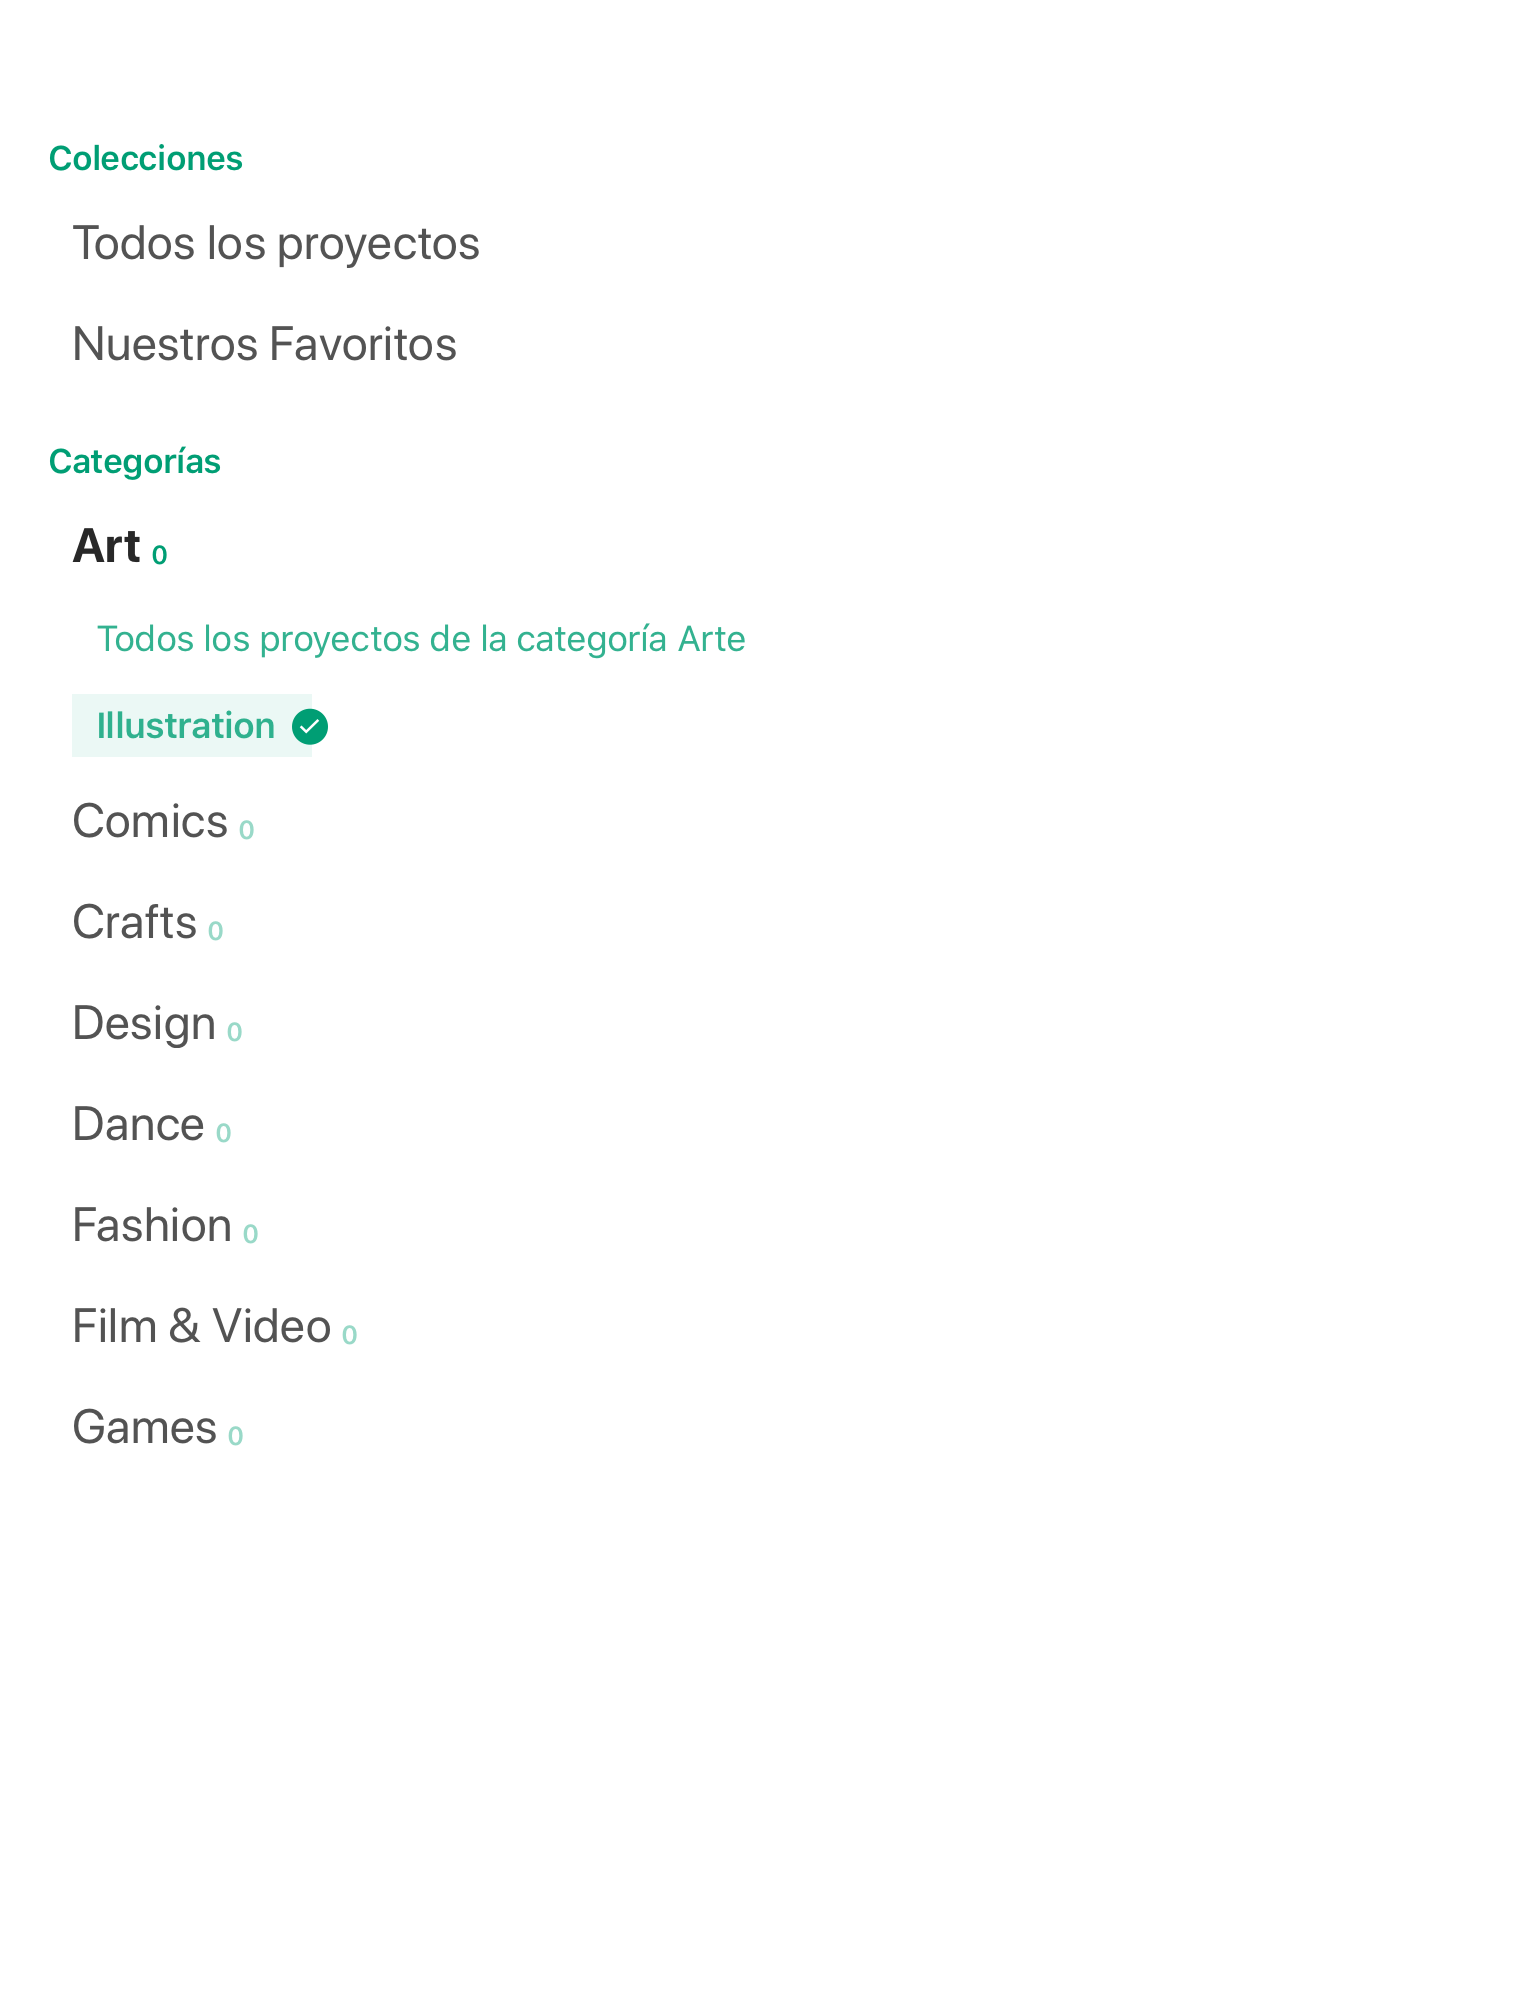 Colecciones
Todos los proyectos
Nuestros Favoritos
Categorías
Art 0
Todos los proyectos de la categoría Arte
Illustration
Comics 0
Crafts 0
Design 0
Dance 0
Fashion 0
Film & Video 0
Games 0